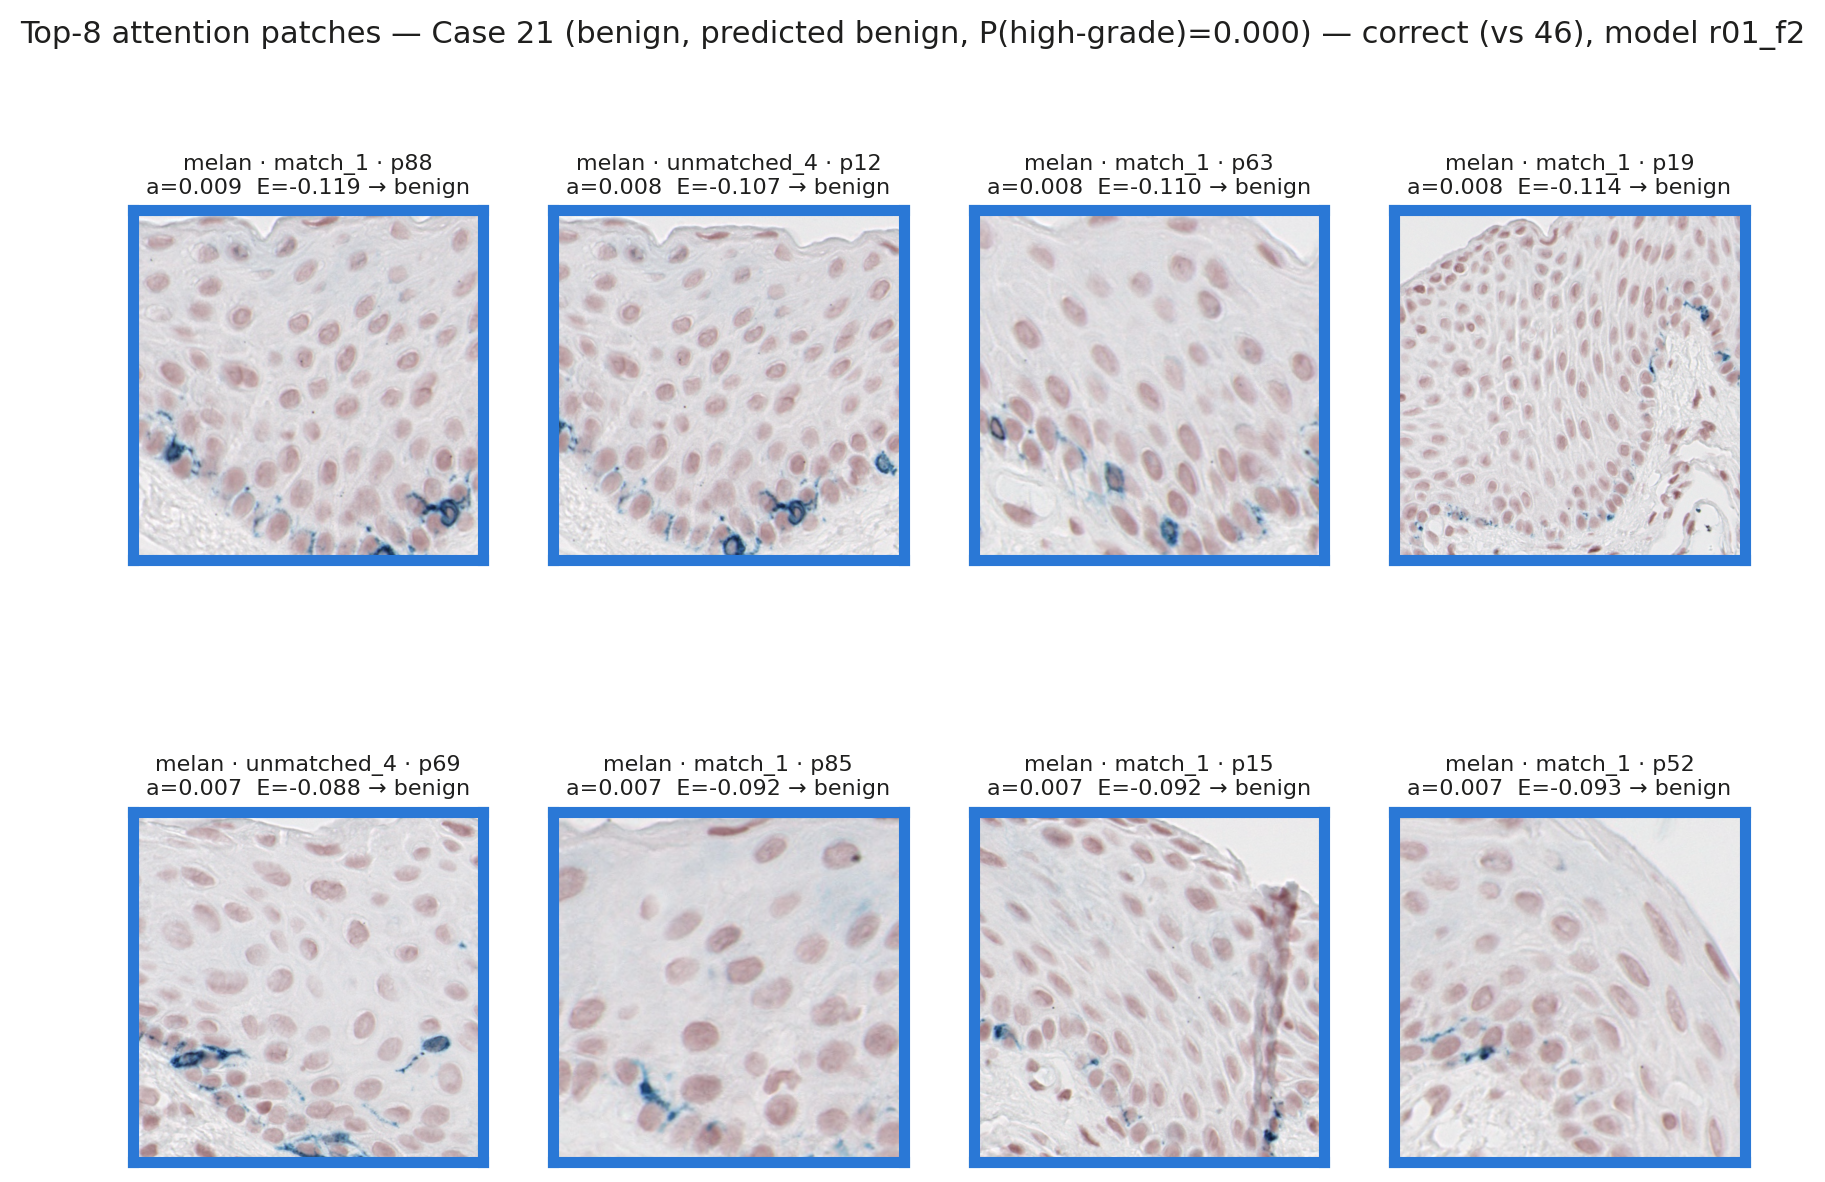 Top-8 attention patches — Case 21 (benign, predicted benign, P(high-grade)=0.000) — correct (vs 46), model r01_f2
melan · match_1 · p88
a=0.009  E=-0.119 → benign
melan · unmatched_4 · p12
a=0.008  E=-0.107 → benign
melan · match_1 · p63
a=0.008  E=-0.110 → benign
melan · match_1 · p19
a=0.008  E=-0.114 → benign
melan · unmatched_4 · p69
a=0.007  E=-0.088 → benign
melan · match_1 · p85
a=0.007  E=-0.092 → benign
melan · match_1 · p15
a=0.007  E=-0.092 → benign
melan · match_1 · p52
a=0.007  E=-0.093 → benign